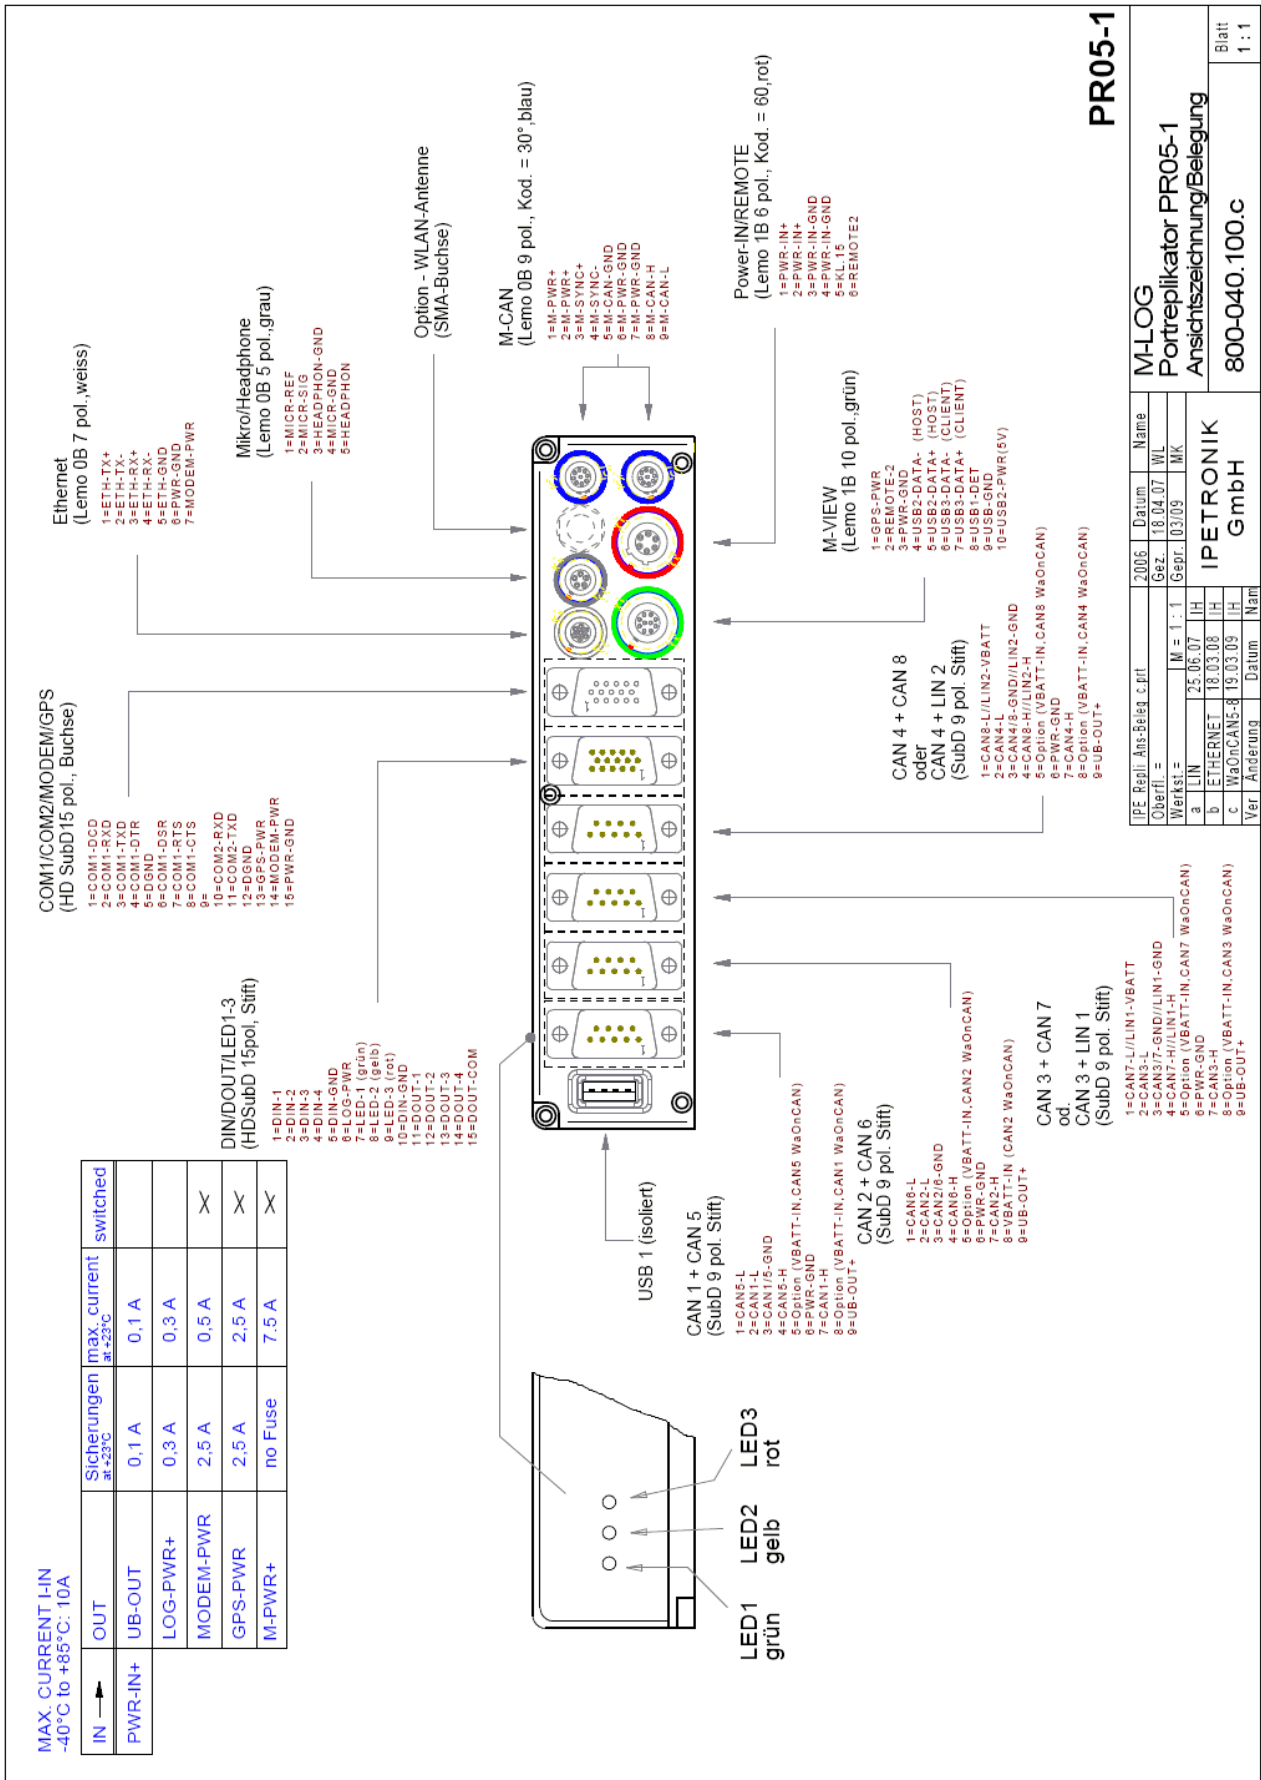 MAX. CURRENT I-IN
-40°C to +85°C: 10A
IN OUT Sicherungen at +23°C max. current at +23°C switched
PWR-IN+ UB-OUT 0,1 A 0,1 A
LOG-PWR+ 0,3 A 0,3 A
MODEM-PWR 2,5 A 0,5 A X
GPS-PWR 2,5 A 2,5 A X
M-PWR+ no Fuse 7.5 A X
COM1/COM2/MODEM/GPS
(HD SubD15 pol., Buchse)
1=COM1-DCD
2=COM1-RXD
3=COM1-TXD
4=COM1-DTR
5=DGND
6=COM1-DSR
7=COM1-RTS
8=COM1-CTS
9=
10=COM2-RXD
11=COM2-TXD
12=DGND
13=GPS-PWR
14=MODEM-PWR
15=PWR-GND
Ethernet
(Lemo 0B 7 pol.,weiss)
1=ETH-TX+
2=ETH-TX-
3=ETH-RX+
4=ETH-RX-
5=ETH-GND
6=PWR-GND
7=MODEM-PWR
DIN/DOUT/LED1-3
(HDSubD 15pol, Stift)
1=DIN-1
2=DIN-2
3=DIN-3
4=DIN-4
5=DIN-GND
6=LOG-PWR
7=LED-1 (grün)
8=LED-2 (gelb)
9=LED-3 (rot)
10=DIN-GND
11=DOUT-1
12=DOUT-2
13=DOUT-3
14=DOUT-4
15=DOUT-COM
Mikro/Headphone
(Lemo 0B 5 pol.,grau)
1=MICR-REF
2=MICR-SIG
3=HEADPHON-GND
4=MICR-GND
5=HEADPHON
Option - WLAN-Antenne
(SMA-Buchse)
M-CAN
(Lemo 0B 9 pol., Kod. = 30°,blau)
1=M-PWR+
2=M-PWR+
3=M-SYNC+
4=M-SYNC-
5=M-CAN-GND
6=M-PWR-GND
7=M-PWR-GND
8=M-CAN-H
9=M-CAN-L
1
1
1
1
1
LED1
grün
LED2
gelb
LED3
rot
USB 1 (isoliert)
CAN 1 + CAN 5
(SubD 9 pol. Stift)
1=CAN5-L
2=CAN1-L
3=CAN1/5-GND
4=CAN5-H
5=Option (VBATT-IN,CAN5 WaOnCAN)
6=PWR-GND
7=CAN1-H
8=Option (VBATT-IN,CAN1 WaOnCAN)
9=UB-OUT+
CAN 2 + CAN 6
(SubD 9 pol. Stift)
1=CAN6-L
2=CAN2-L
3=CAN2/6-GND
4=CAN6-H
5=Option (VBATT-IN,CAN2 WaOnCAN)
6=PWR-GND
7=CAN2-H
8=VBATT-IN (CAN2 WaOnCAN)
9=UB-OUT+
CAN 3 + CAN 7
od.
CAN 3 + LIN 1
(SubD 9 pol. Stift)
1=CAN7-L//LIN1-VBATT
2=CAN3-L
3=CAN3/7-GND//LIN1-GND
4=CAN7-H//LIN1-H
5=Option (VBATT-IN,CAN7 WaOnCAN)
6=PWR-GND
7=CAN3-H
8=Option (VBATT-IN,CAN3 WaOnCAN)
9=UB-OUT+
CAN 4 + CAN 8
oder
CAN 4 + LIN 2
(SubD 9 pol. Stift)
1=CAN8-L//LIN2-VBATT
2=CAN4-L
3=CAN4/8-GND//LIN2-GND
4=CAN8-H//LIN2-H
5=Option (VBATT-IN,CAN8 WaOnCAN)
6=PWR-GND
7=CAN4-H
8=Option (VBATT-IN,CAN4 WaOnCAN)
9=UB-OUT+
M-VIEW
(Lemo 1B 10 pol.,grün)
1=GPS-PWR
2=REMOTE-2
3=PWR-GND
4=USB2-DATA- (HOST)
5=USB2-DATA+ (HOST)
6=USB3-DATA- (CLIENT)
7=USB3-DATA+ (CLIENT)
8=USB1-DET
9=USB-GND
10=USB2-PWR(5V)
Power-IN/REMOTE
(Lemo 1B 6 pol., Kod. = 60,rot)
1=PWR-IN+
2=PWR-IN+
3=PWR-IN-GND
4=PWR-IN-GND
5=KL.15
6=REMOTE2
PR05-1
IPE Repli Ans-Beleg c.prt 2006 Datum Name
Oberfl. = Gez. 18.04.07 WL
Werkst. = M = 1 : 1 Gepr. 03/09 MK
a LIN 25.06.07 IH
b ETHERNET 18.03.08 IH
c WaOnCAN5-8 19.03.09 IH
Ver Änderung Datum Nam
IPETRONIK
GmbH
M-LOG
Portreplikator PR05-1
Ansichtszeichnung/Belegung
800-040.100.c
Blatt
1 : 1